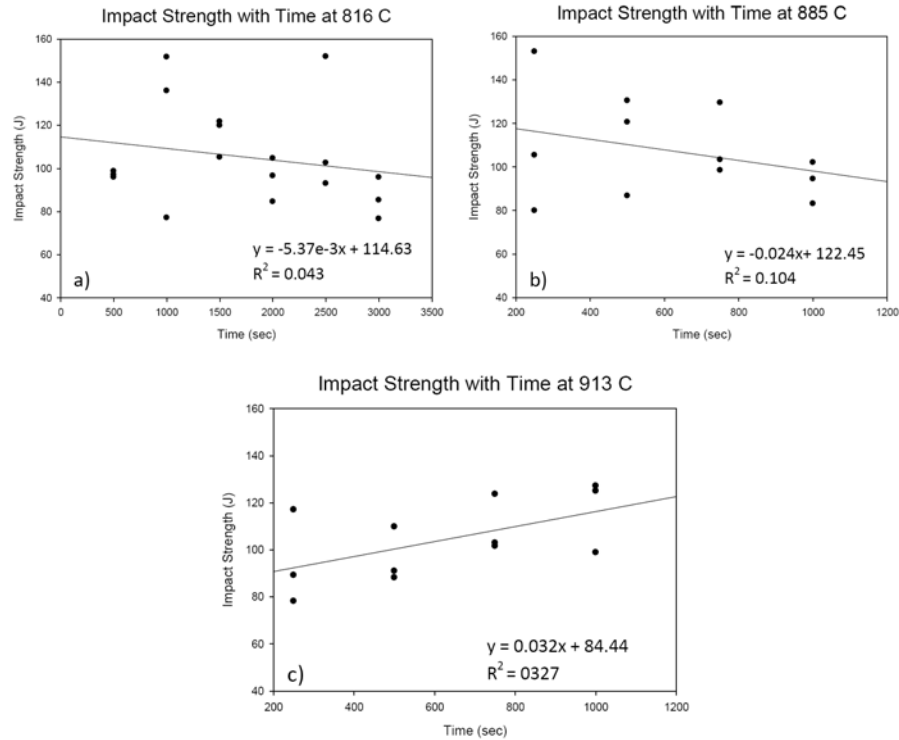 Impact Strength with Time at 816 C
Impact Strength (J)
160
140
120
100
80
60
40
y = -5.37e-3x + 114.63
R² = 0.043
a)
0 500 1000 1500 2000 2500 3000 3500
Time (sec)
Impact Strength with Time at 885 C
Impact Strength (J)
160
140
120
100
80
60
40
y = -0.024x+ 122.45
R² = 0.104
b)
200 400 600 800 1000 1200
Time (sec)
Impact Strength with Time at 913 C
Impact Strength (J)
160
140
120
100
80
60
40
y = 0.032x + 84.44
R² = 0327
c)
200 400 600 800 1000 1200
Time (sec)